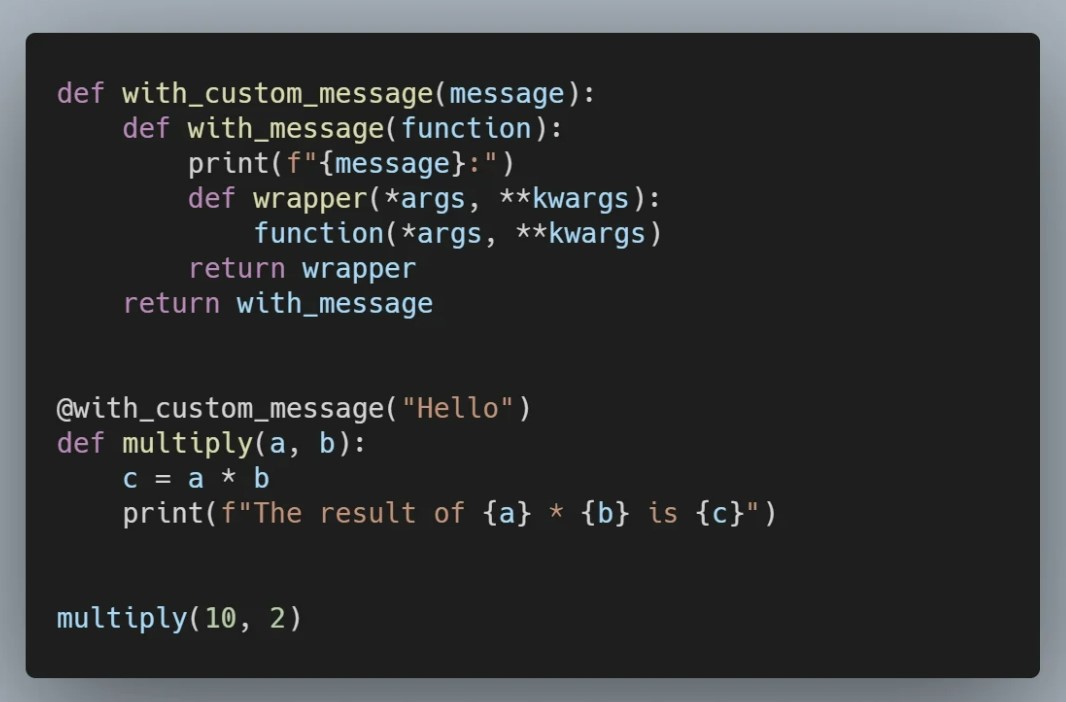 def with_custom_message(message):
    def with_message(function):
        print(f"{message}:")
        def wrapper(*args, **kwargs):
            function(*args, **kwargs)
        return wrapper
    return with_message
@with_custom_message("Hello")
def multiply(a, b):
    c = a * b
    print(f"The result of {a} * {b} is {c}")
multiply(10, 2)